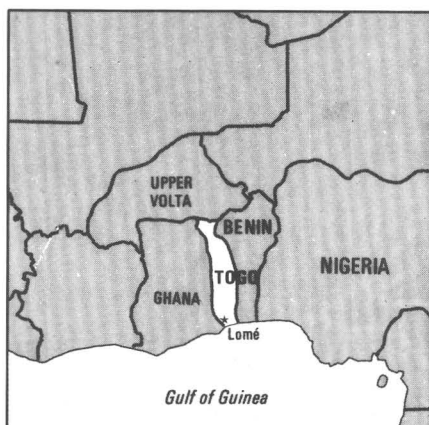 UPPER
VOLTA
BENIN
NIGERIA
TOGO
GHANA
Lomé
Gulf of Guinea